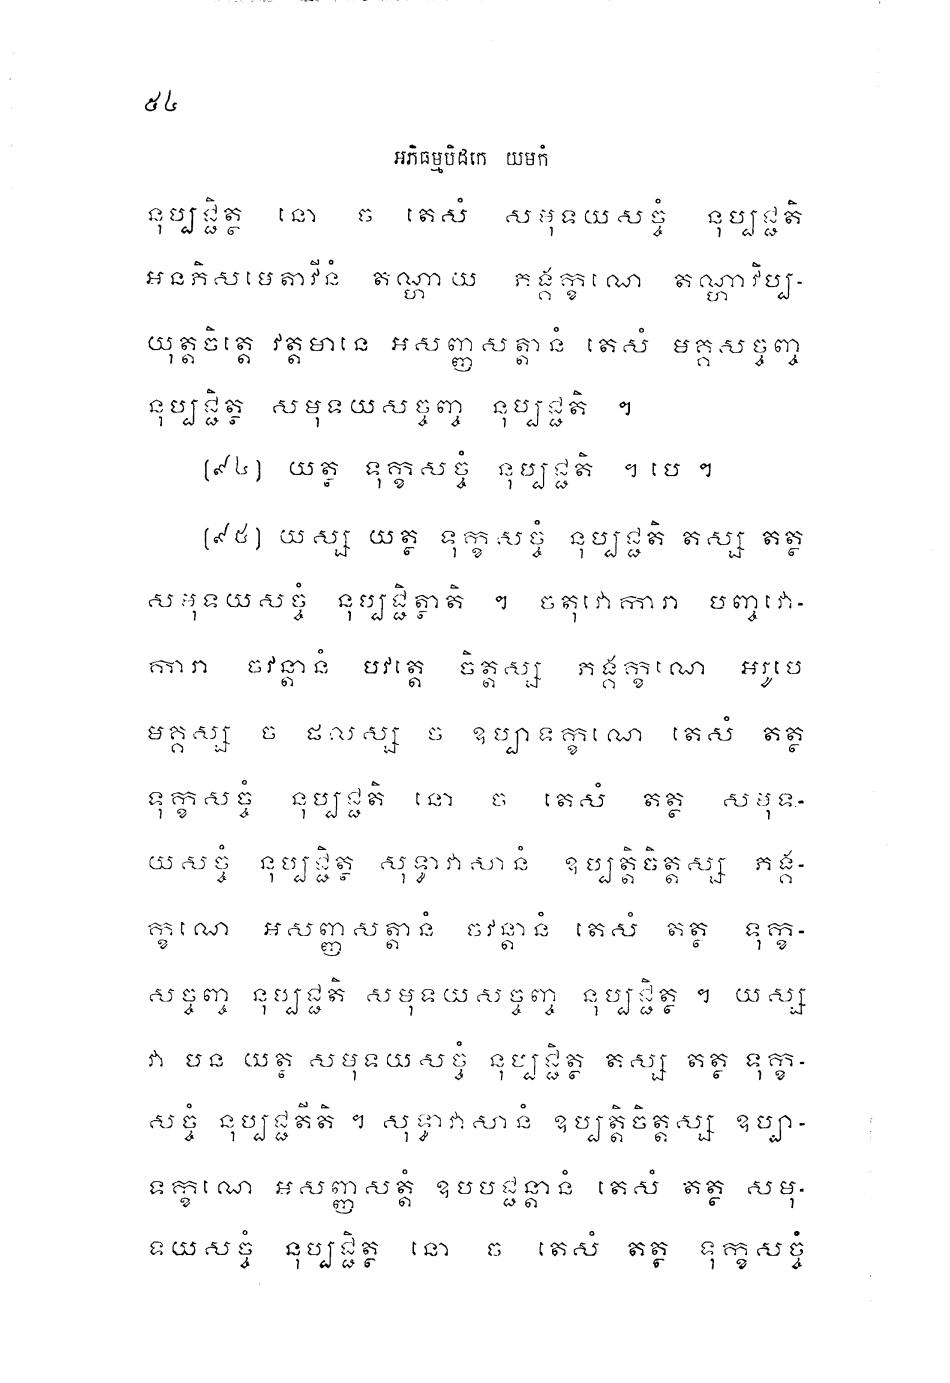 ៥៤
អភិធម្មបិដកេ យមកំ
នុប្បជ្ជិត្ថ នោ ច តេសំ សមុទយសច្ចំ នុប្បជ្ជតិ
អនភិសមេតាវីនំ តណ្ហាយ ភង្គក្ខណេ តណ្ហាវិប្ប-
យុត្តចិត្តេ វត្តមានេ អសញ្ញសត្តានំ តេសំ មគ្គសច្ចញ្ច
នុប្បជ្ជិត្ថ សមុទយសច្ចញ្ច នុប្បជ្ជតិ ។
(៩៤) យត្ថ ទុក្ខសច្ចំ នុប្បជ្ជតិ ។ បេ ។
(៩៥) យស្ស យត្ថ ទុក្ខសច្ចំ នុប្បជ្ជតិ តស្ស តត្ថ
សមុទយសច្ចំ នុប្បជ្ជិត្ថាតិ ។ ចតុវោការា បញ្ចវោ-
ការា ចវន្តានំ បវត្តេ ចិត្តស្ស ភង្គក្ខណេ អរូបេ
មគ្គស្ស ច ផលស្ស ច ឧប្បាទក្ខណេ តេសំ តត្ថ
ទុក្ខសច្ចំ នុប្បជ្ជតិ នោ ច តេសំ តត្ថ សមុទ-
យសច្ចំ នុប្បជ្ជិត្ថ សុទ្ធាវាសានំ ឧប្បត្តិចិត្តស្ស ភង្គ-
ក្ខណេ អសញ្ញសត្តានំ ចវន្តានំ តេសំ តត្ថ ទុក្ខ-
សច្ចញ្ច នុប្បជ្ជតិ សមុទយសច្ចញ្ច នុប្បជ្ជិត្ថ ។ យស្ស
វា បន យត្ថ សមុទយសច្ចំ នុប្បជ្ជិត្ថ តស្ស តត្ថ ទុក្ខ-
សច្ចំ នុប្បជ្ជតីតិ ។ សុទ្ធាវាសានំ ឧប្បត្តិចិត្តស្ស ឧប្បា-
ទក្ខណេ អសញ្ញសត្តំ ឧបបជ្ជន្តានំ តេសំ តត្ថ សមុ-
ទយសច្ចំ នុប្បជ្ជិត្ថ នោ ច តេសំ តត្ថ ទុក្ខសច្ចំ